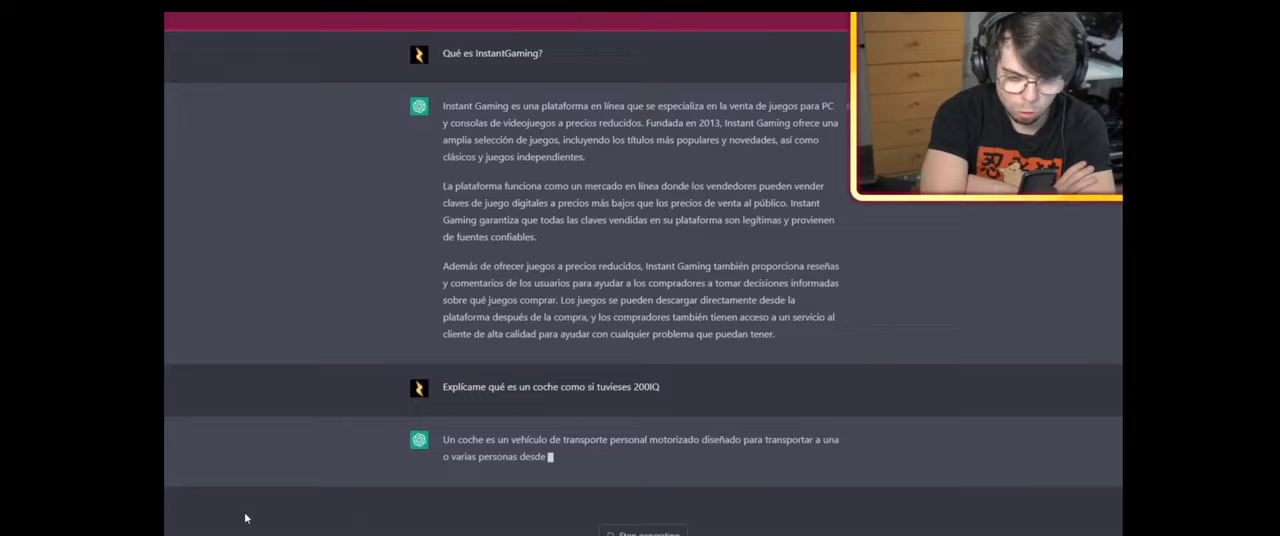 Qué es InstantGaming?
Instant Gaming es una plataforma en línea que se especializa en la venta de juegos para PC
y consolas de videojuegos a precios reducidos. Fundada en 2013, Instant Gaming ofrece una
amplia selección de juegos, incluyendo los títulos más populares y novedades, así como
clásicos y juegos independientes.
La plataforma funciona como un mercado en línea donde los vendedores pueden vender
claves de juego digitales a precios más bajos que los precios de venta al público. Instant
Gaming garantiza que todas las claves vendidas en su plataforma son legítimas y provienen
de fuentes confiables.
Además de ofrecer juegos a precios reducidos, Instant Gaming también proporciona reseñas
y comentarios de los usuarios para ayudar a los compradores a tomar decisiones informadas
sobre qué juegos comprar. Los juegos se pueden descargar directamente desde la
plataforma después de la compra, y los compradores también tienen acceso a un servicio al
cliente de alta calidad para ayudar con cualquier problema que puedan tener.
Explícame qué es un coche como si tuvieses 200IQ
Un coche es un vehículo de transporte personal motorizado diseñado para transportar a una
o varias personas desde
Stop generating